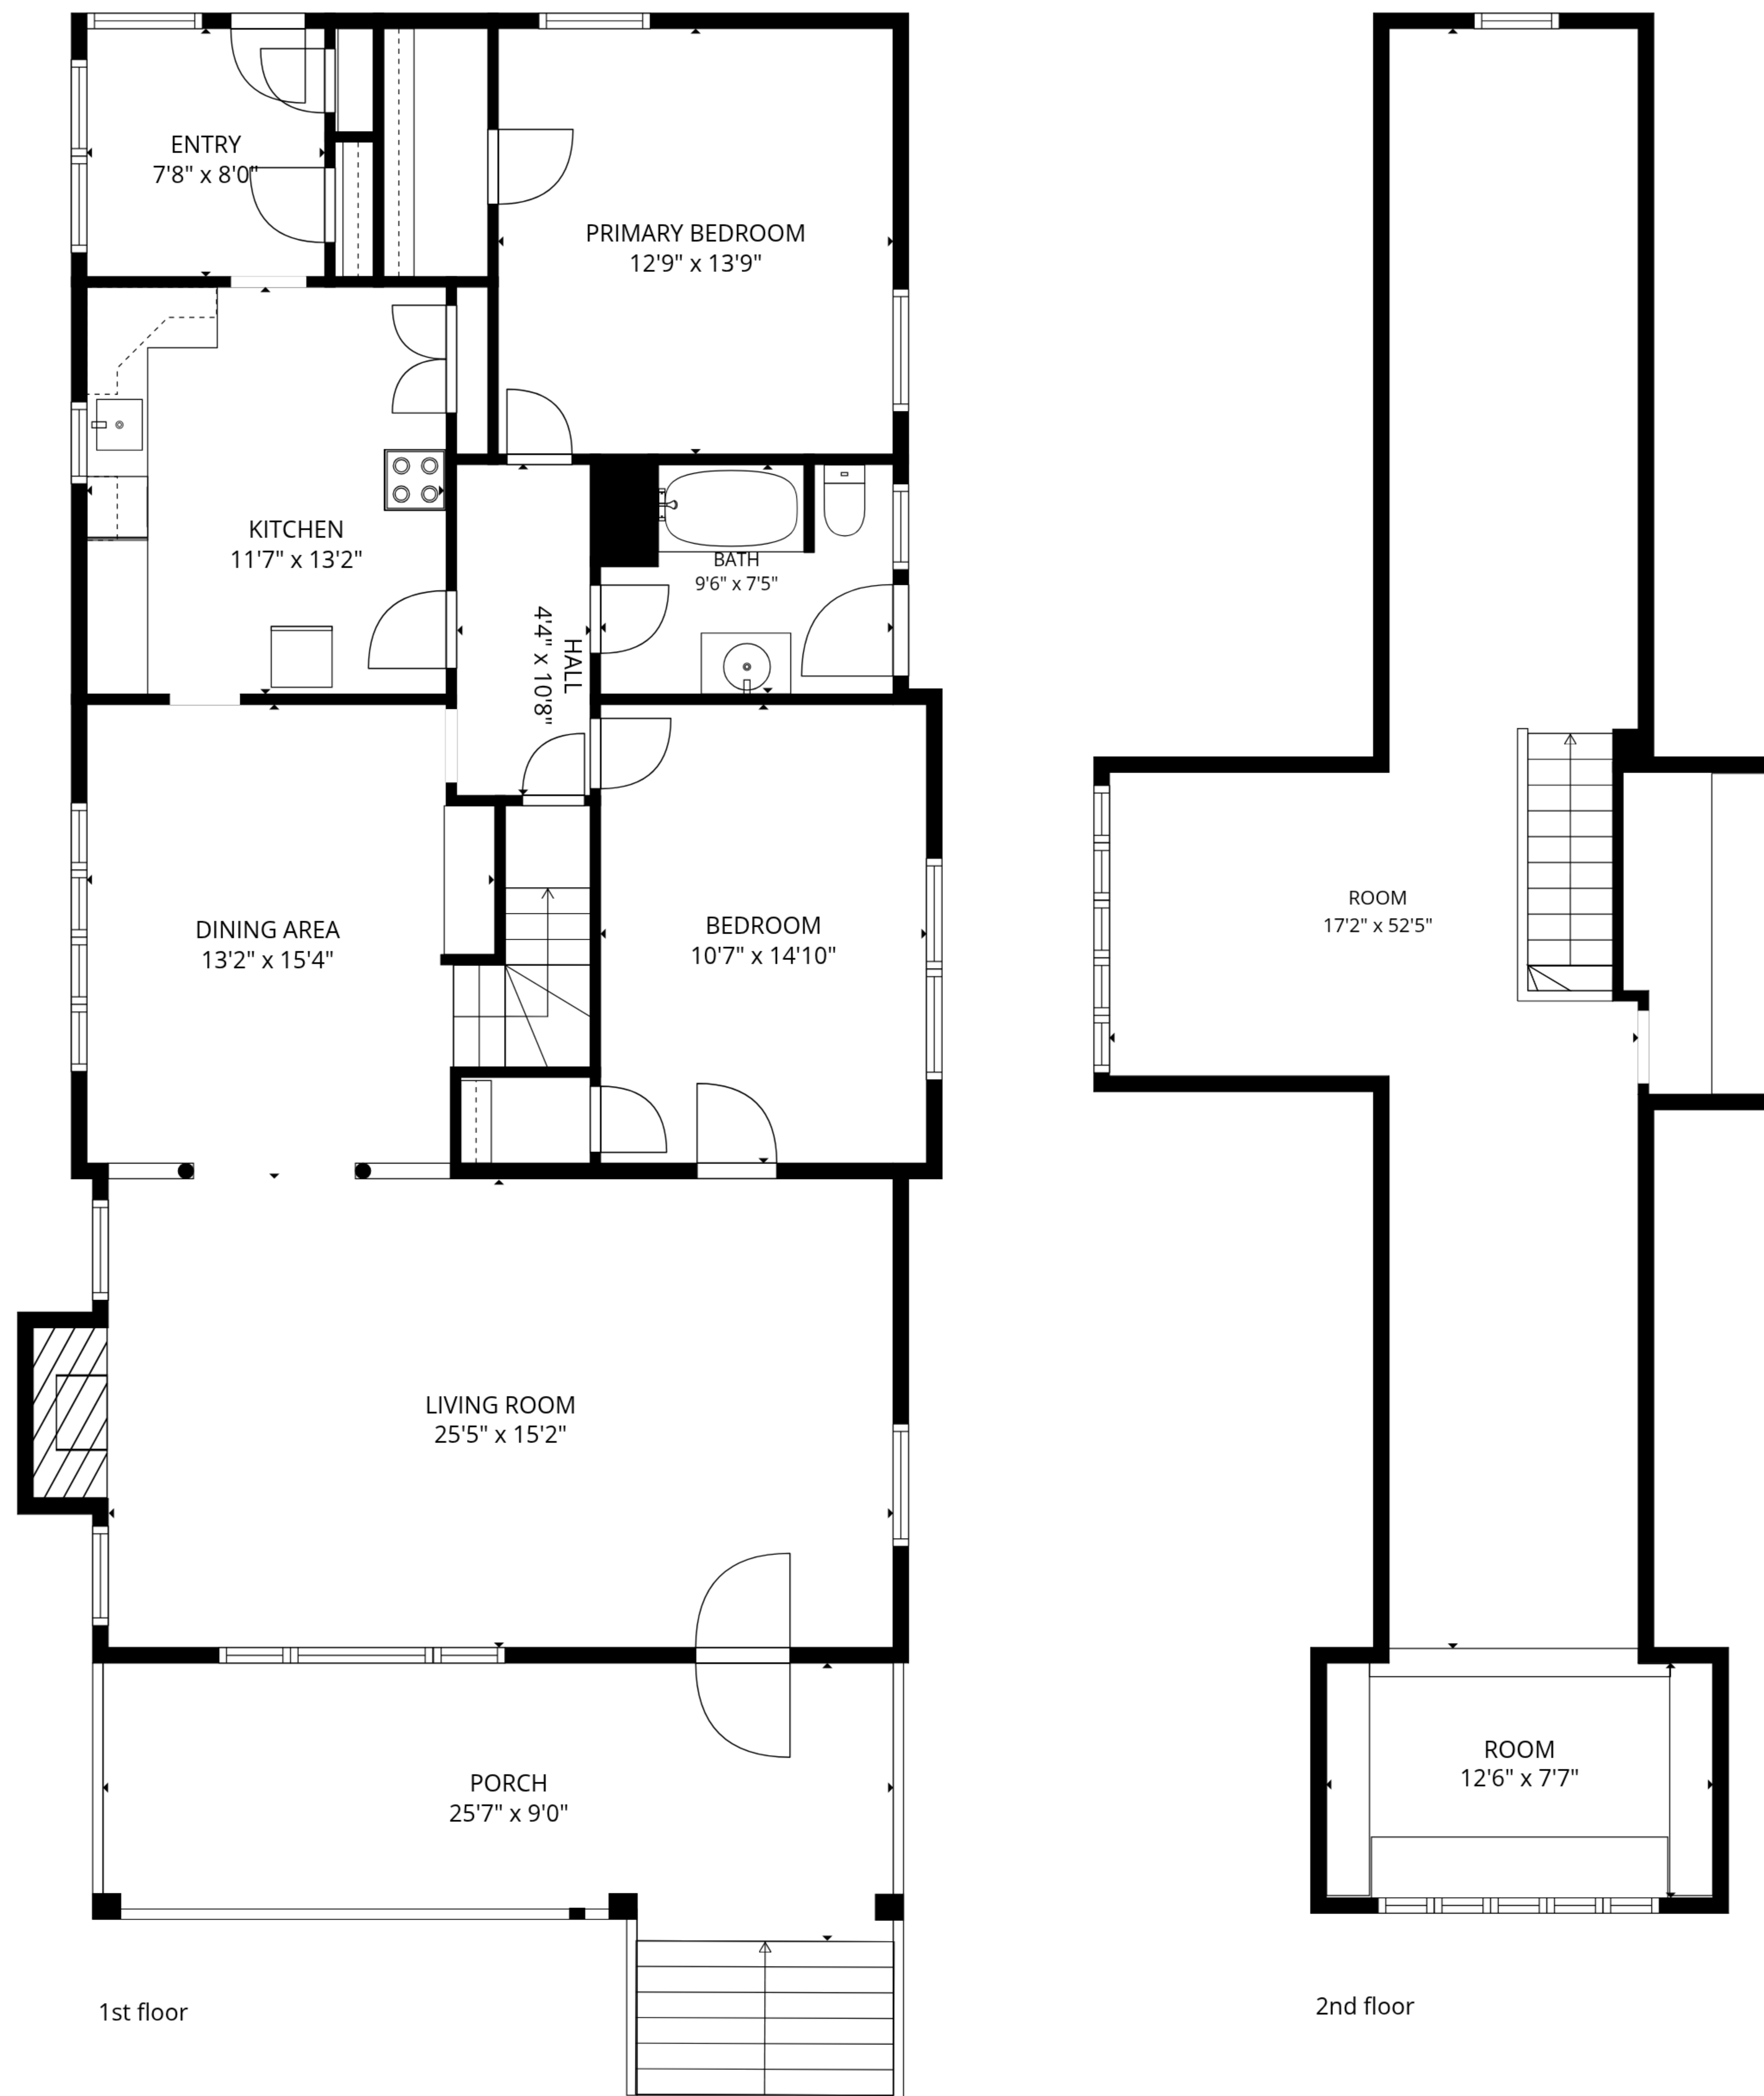 ENTRY
7'8" x 8'0"
PRIMARY BEDROOM
12'9" x 13'9"
KITCHEN
11'7" x 13'2"
BATH
9'6" x 7'5"
HALL
4'4" x 10'8"
DINING AREA
13'2" x 15'4"
BEDROOM
10'7" x 14'10"
LIVING ROOM
25'5" x 15'2"
PORCH
25'7" x 9'0"
1st floor
ROOM
17'2" x 52'5"
ROOM
12'6" x 7'7"
2nd floor